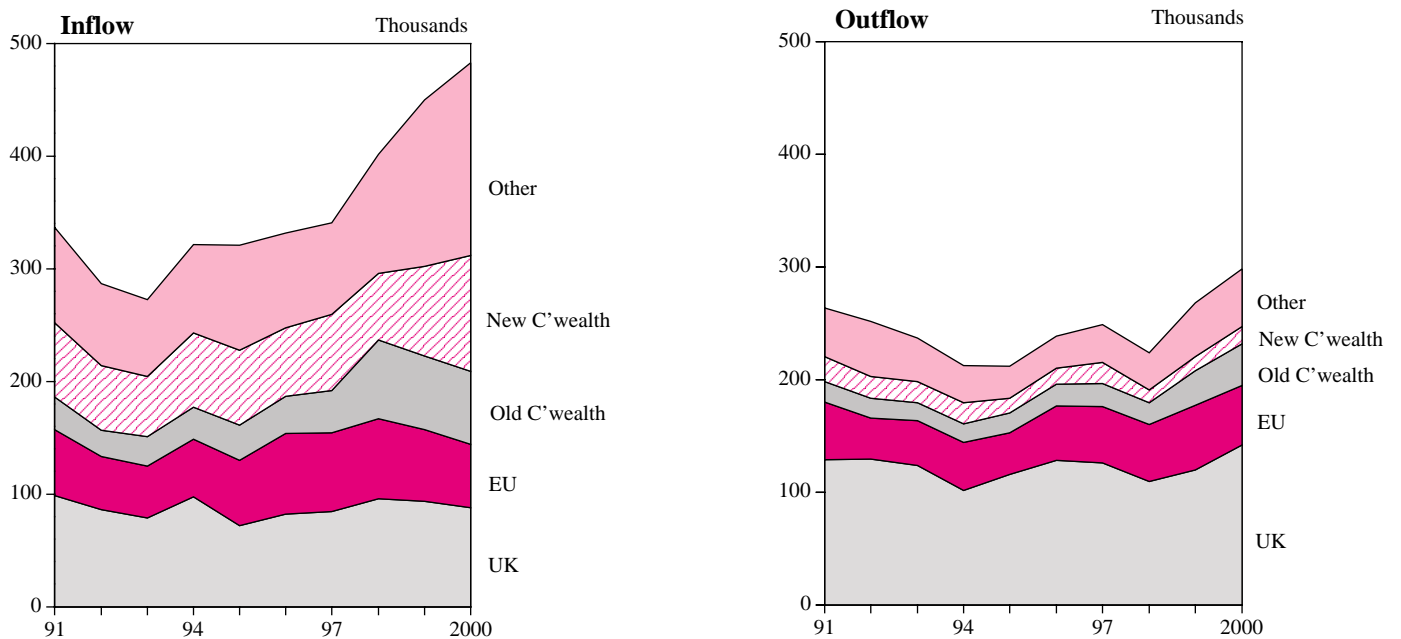 Inflow Thousands
500
400
300
200
100
0
91 94 97 2000
Other
New C’wealth
Old C’wealth
EU
UK
Outflow Thousands
500
400
300
200
100
0
91 94 97 2000
Other
New C’wealth
Old C’wealth
EU
UK